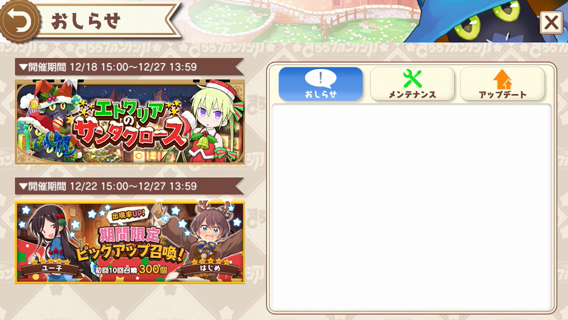 おしらせ
▼開催期間 12/18 15:00～12/27 13:59
エトワリア
の
サンタクロース
▼開催期間 12/22 15:00～12/27 13:59
出現率UP!
期間限定
ピックアップ召喚!
初回10回召喚 300個
ユー子
はじめ
おしらせ
メンテナンス
アップデート